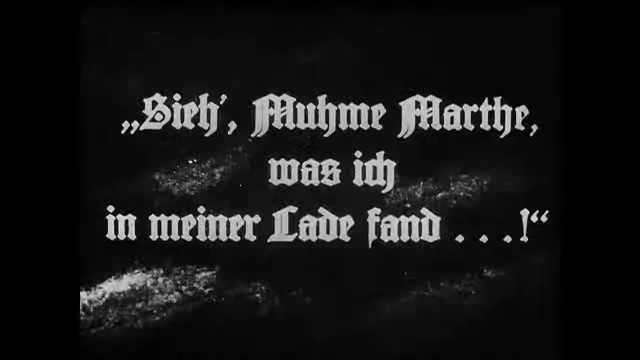 „Sieh’, Muhme Marthe,
was ich
in meiner Lade fand . . .!“